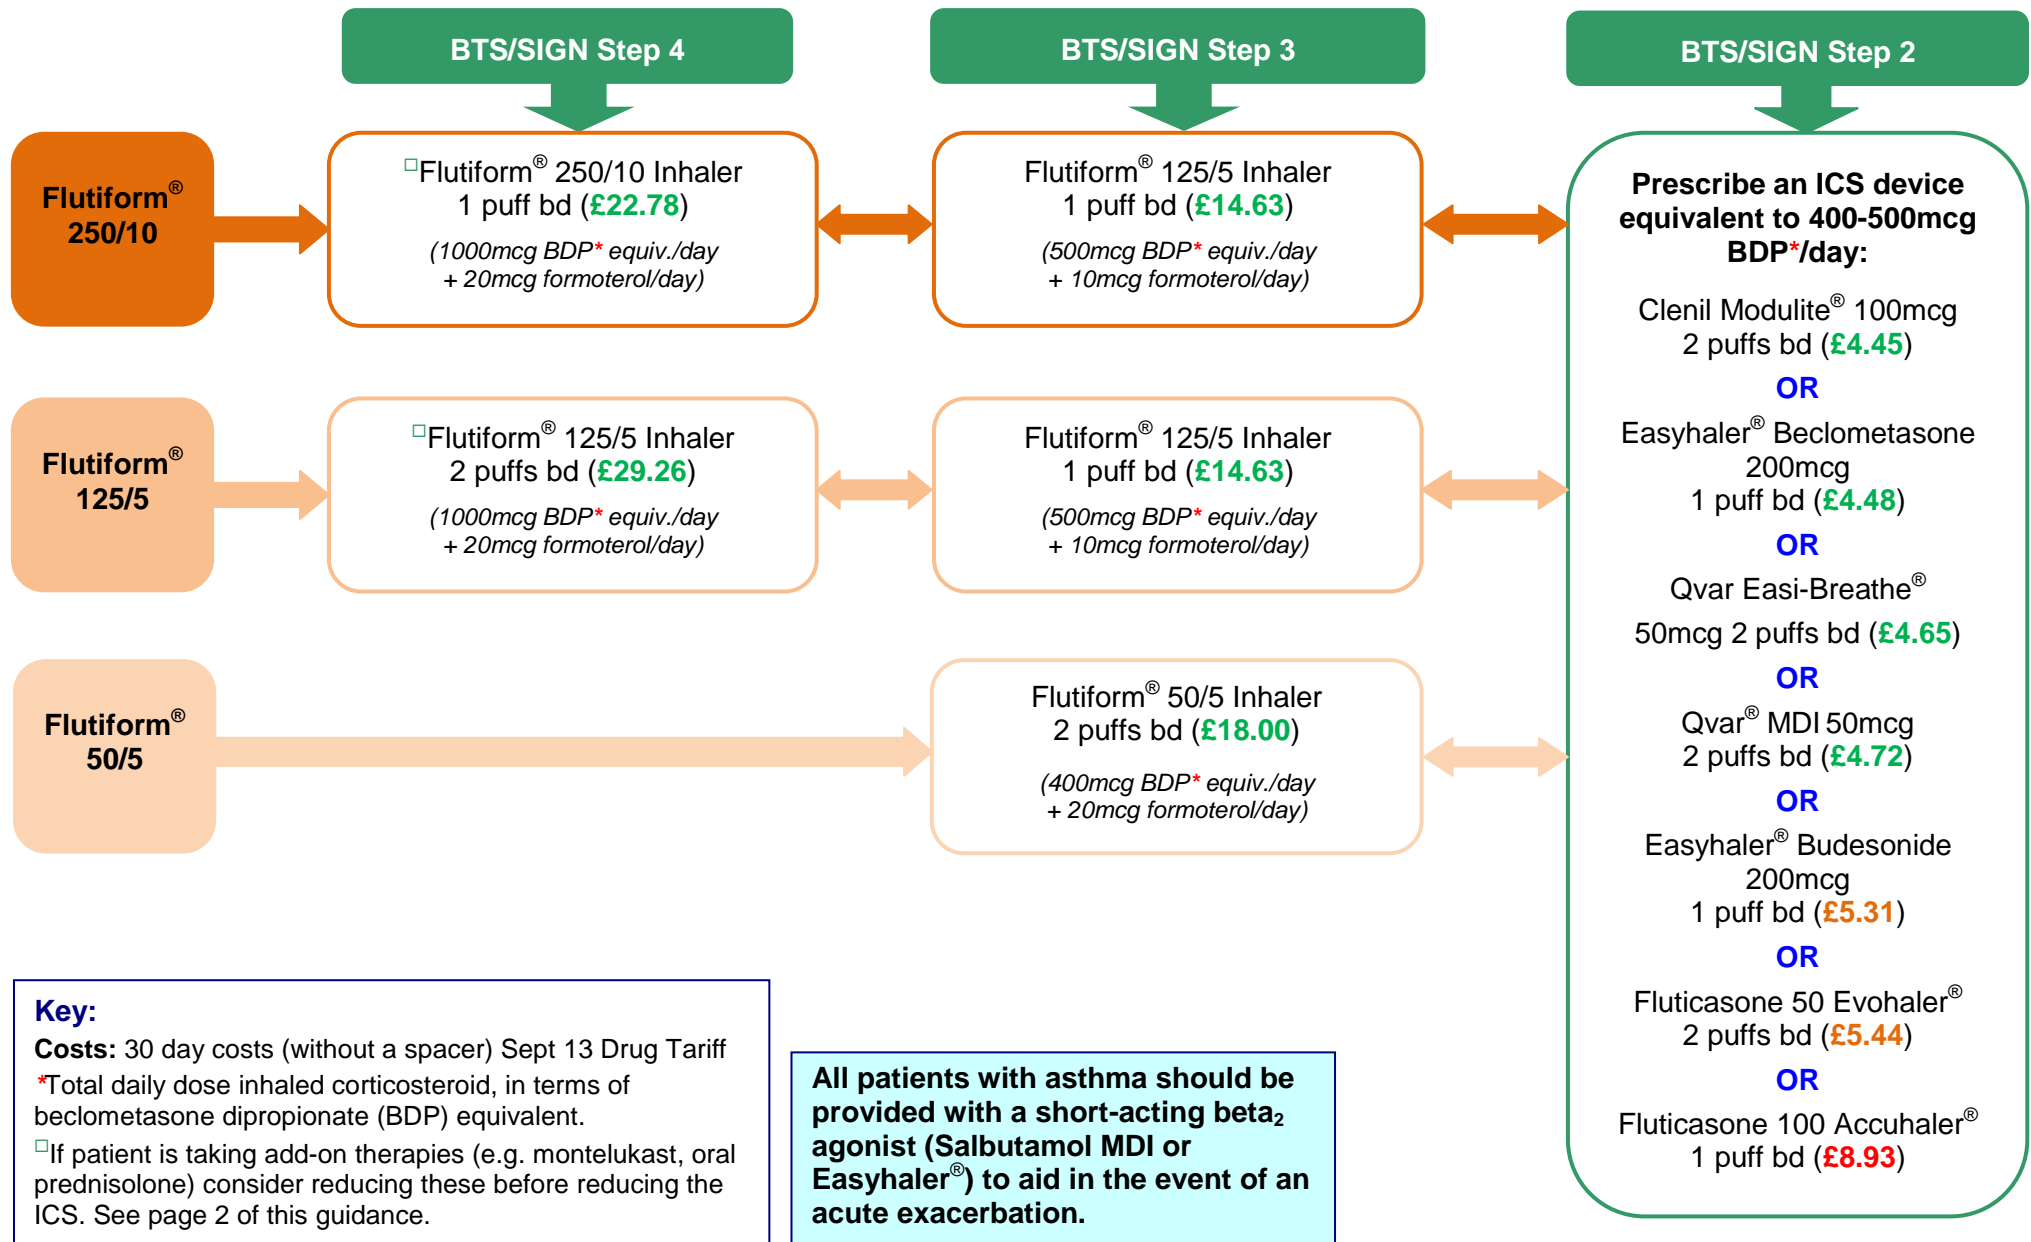 BTS/SIGN Step 4
BTS/SIGN Step 3
BTS/SIGN Step 2
Flutiform®
250/10
□Flutiform® 250/10 Inhaler
1 puff bd (£22.78)
(1000mcg BDP* equiv./day
+ 20mcg formoterol/day)
Flutiform® 125/5 Inhaler
1 puff bd (£14.63)
(500mcg BDP* equiv./day
+ 10mcg formoterol/day)
Flutiform®
125/5
□Flutiform® 125/5 Inhaler
2 puffs bd (£29.26)
(1000mcg BDP* equiv./day
+ 20mcg formoterol/day)
Flutiform® 125/5 Inhaler
1 puff bd (£14.63)
(500mcg BDP* equiv./day
+ 10mcg formoterol/day)
Flutiform®
50/5
Flutiform® 50/5 Inhaler
2 puffs bd (£18.00)
(400mcg BDP* equiv./day
+ 20mcg formoterol/day)
Prescribe an ICS device
equivalent to 400-500mcg
BDP*/day:
Clenil Modulite® 100mcg
2 puffs bd (£4.45)
OR
Easyhaler® Beclometasone
200mcg
1 puff bd (£4.48)
OR
Qvar Easi-Breathe®
50mcg 2 puffs bd (£4.65)
OR
Qvar® MDI 50mcg
2 puffs bd (£4.72)
OR
Easyhaler® Budesonide
200mcg
1 puff bd (£5.31)
OR
Fluticasone 50 Evohaler®
2 puffs bd (£5.44)
OR
Fluticasone 100 Accuhaler®
1 puff bd (£8.93)
Key:
Costs: 30 day costs (without a spacer) Sept 13 Drug Tariff
*Total daily dose inhaled corticosteroid, in terms of
beclometasone dipropionate (BDP) equivalent.
□If patient is taking add-on therapies (e.g. montelukast, oral
prednisolone) consider reducing these before reducing the
ICS. See page 2 of this guidance.
All patients with asthma should be
provided with a short-acting beta₂
agonist (Salbutamol MDI or
Easyhaler®) to aid in the event of an
acute exacerbation.